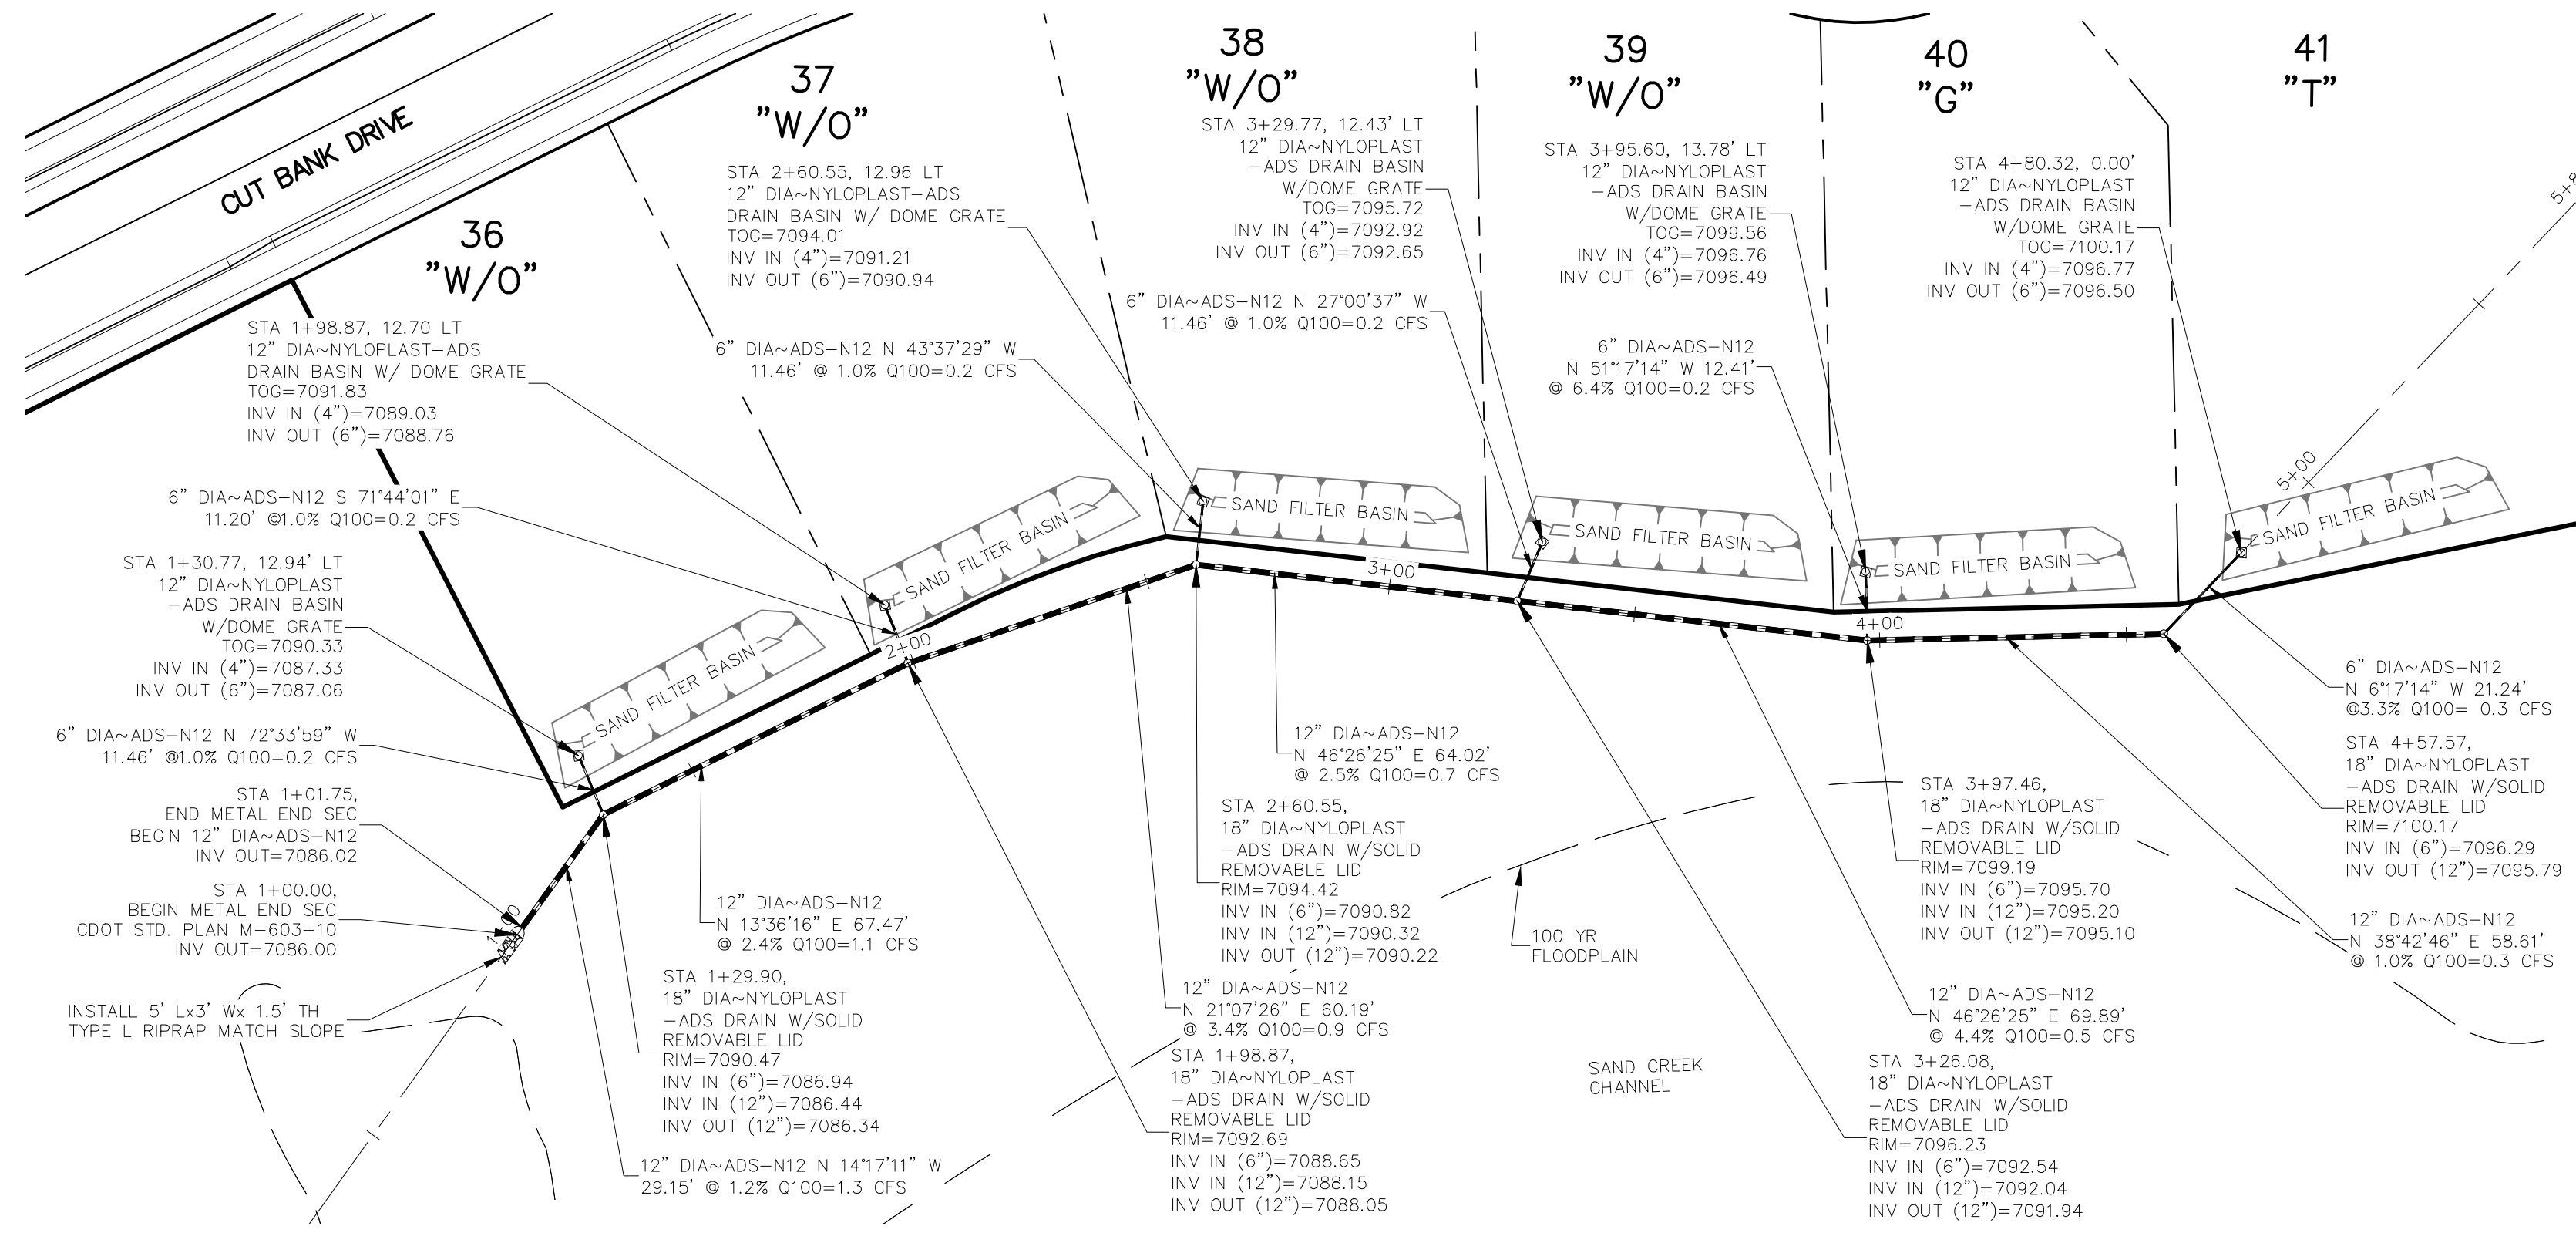 CUT BANK DRIVE
36
"W/O"
37
"W/O"
38
"W/O"
39
"W/O"
40
"G"
41
"T"
STA 1+98.87, 12.70 LT
12" DIA~NYLOPLAST-ADS
DRAIN BASIN W/ DOME GRATE
TOG=7091.83
INV IN (4")=7089.03
INV OUT (6")=7088.76
STA 2+60.55, 12.96 LT
12" DIA~NYLOPLAST-ADS
DRAIN BASIN W/ DOME GRATE
TOG=7094.01
INV IN (4")=7091.21
INV OUT (6")=7090.94
STA 3+29.77, 12.43' LT
12" DIA~NYLOPLAST
-ADS DRAIN BASIN
W/DOME GRATE
TOG=7095.72
INV IN (4")=7092.92
INV OUT (6")=7092.65
STA 3+95.60, 13.78' LT
12" DIA~NYLOPLAST
-ADS DRAIN BASIN
W/DOME GRATE
TOG=7099.56
INV IN (4")=7096.76
INV OUT (6")=7096.49
STA 4+80.32, 0.00'
12" DIA~NYLOPLAST
-ADS DRAIN BASIN
W/DOME GRATE
TOG=7100.17
INV IN (4")=7096.77
INV OUT (6")=7096.50
6" DIA~ADS-N12 N 43°37'29" W
11.46' @ 1.0% Q100=0.2 CFS
6" DIA~ADS-N12 N 27°00'37" W
11.46' @ 1.0% Q100=0.2 CFS
6" DIA~ADS-N12
N 51°17'14" W 12.41'
@ 6.4% Q100=0.2 CFS
6" DIA~ADS-N12 S 71°44'01" E
11.20' @1.0% Q100=0.2 CFS
STA 1+30.77, 12.94' LT
12" DIA~NYLOPLAST
-ADS DRAIN BASIN
W/DOME GRATE
TOG=7090.33
INV IN (4")=7087.33
INV OUT (6")=7087.06
6" DIA~ADS-N12 N 72°33'59" W
11.46' @1.0% Q100=0.2 CFS
STA 1+01.75,
END METAL END SEC
BEGIN 12" DIA~ADS-N12
INV OUT=7086.02
STA 1+00.00,
BEGIN METAL END SEC
CDOT STD. PLAN M-603-10
INV OUT=7086.00
INSTALL 5' Lx3' Wx 1.5' TH
TYPE L RIPRAP MATCH SLOPE
SAND FILTER BASIN
SAND FILTER BASIN
SAND FILTER BASIN
SAND FILTER BASIN
SAND FILTER BASIN
SAND FILTER BASIN
1+00
2+00
3+00
4+00
5+00
12" DIA~ADS-N12
N 13°36'16" E 67.47'
@ 2.4% Q100=1.1 CFS
STA 1+29.90,
18" DIA~NYLOPLAST
-ADS DRAIN W/SOLID
REMOVABLE LID
RIM=7090.47
INV IN (6")=7086.94
INV IN (12")=7086.44
INV OUT (12")=7086.34
12" DIA~ADS-N12 N 14°17'11" W
29.15' @ 1.2% Q100=1.3 CFS
12" DIA~ADS-N12
N 46°26'25" E 64.02'
@ 2.5% Q100=0.7 CFS
STA 2+60.55,
18" DIA~NYLOPLAST
-ADS DRAIN W/SOLID
REMOVABLE LID
RIM=7094.42
INV IN (6")=7090.82
INV IN (12")=7090.32
INV OUT (12")=7090.22
12" DIA~ADS-N12
N 21°07'26" E 60.19'
@ 3.4% Q100=0.9 CFS
STA 1+98.87,
18" DIA~NYLOPLAST
-ADS DRAIN W/SOLID
REMOVABLE LID
RIM=7092.69
INV IN (6")=7088.65
INV IN (12")=7088.15
INV OUT (12")=7088.05
100 YR
FLOODPLAIN
SAND CREEK
CHANNEL
STA 3+97.46,
18" DIA~NYLOPLAST
-ADS DRAIN W/SOLID
REMOVABLE LID
RIM=7099.19
INV IN (6")=7095.70
INV IN (12")=7095.20
INV OUT (12")=7095.10
12" DIA~ADS-N12
N 46°26'25" E 69.89'
@ 4.4% Q100=0.5 CFS
STA 3+26.08,
18" DIA~NYLOPLAST
-ADS DRAIN W/SOLID
REMOVABLE LID
RIM=7096.23
INV IN (6")=7092.54
INV IN (12")=7092.04
INV OUT (12")=7091.94
6" DIA~ADS-N12
N 6°17'14" W 21.24'
@3.3% Q100= 0.3 CFS
STA 4+57.57,
18" DIA~NYLOPLAST
-ADS DRAIN W/SOLID
REMOVABLE LID
RIM=7100.17
INV IN (6")=7096.29
INV OUT (12")=7095.79
12" DIA~ADS-N12
N 38°42'46" E 58.61'
@ 1.0% Q100=0.3 CFS